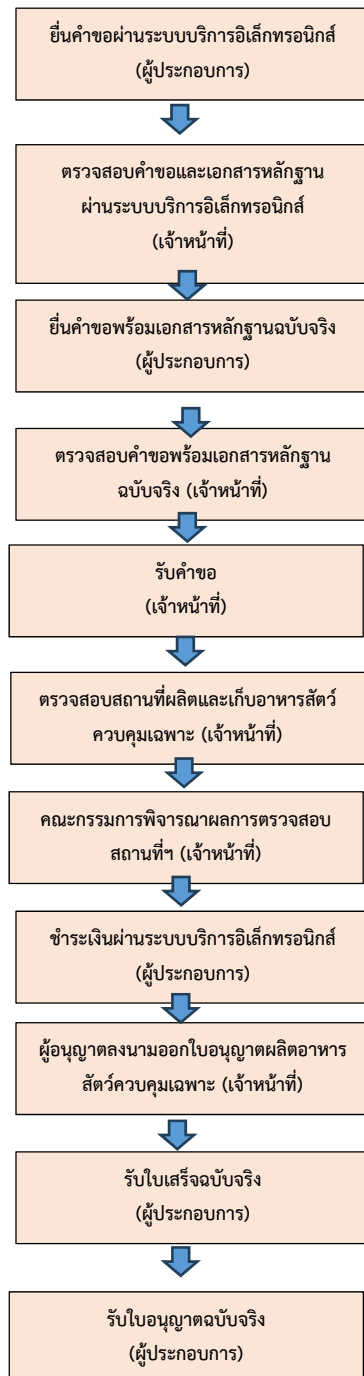 ยื่นคำขอผ่านระบบบริการอิเล็กทรอนิกส์
(ผู้ประกอบการ)
ตรวจสอบคำขอและเอกสารหลักฐาน
ผ่านระบบบริการอิเล็กทรอนิกส์
(เจ้าหน้าที่)
ยื่นคำขอพร้อมเอกสารหลักฐานฉบับจริง
(ผู้ประกอบการ)
ตรวจสอบคำขอพร้อมเอกสารหลักฐาน
ฉบับจริง (เจ้าหน้าที่)
รับคำขอ
(เจ้าหน้าที่)
ตรวจสอบสถานที่ผลิตและเก็บอาหารสัตว์
ควบคุมเฉพาะ (เจ้าหน้าที่)
คณะกรรมการพิจารณาผลการตรวจสอบ
สถานที่ฯ (เจ้าหน้าที่)
ชำระเงินผ่านระบบบริการอิเล็กทรอนิกส์
(ผู้ประกอบการ)
ผู้อนุญาตลงนามออกใบอนุญาตผลิตอาหาร
สัตว์ควบคุมเฉพาะ (เจ้าหน้าที่)
รับใบเสร็จฉบับจริง
(ผู้ประกอบการ)
รับใบอนุญาตฉบับจริง
(ผู้ประกอบการ)